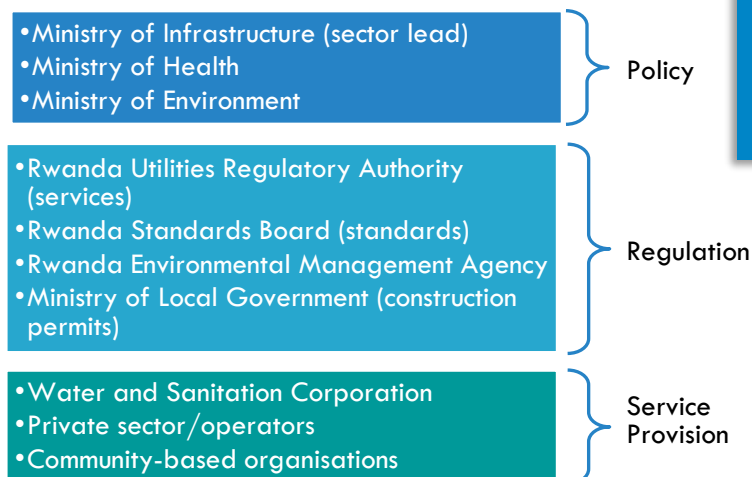 •Ministry of Infrastructure (sector lead)
•Ministry of Health
•Ministry of Environment
Policy
•Rwanda Utilities Regulatory Authority
(services)
•Rwanda Standards Board (standards)
•Rwanda Environmental Management Agency
•Ministry of Local Government (construction
permits)
Regulation
•Water and Sanitation Corporation
•Private sector/operators
•Community-based organisations
Service
Provision